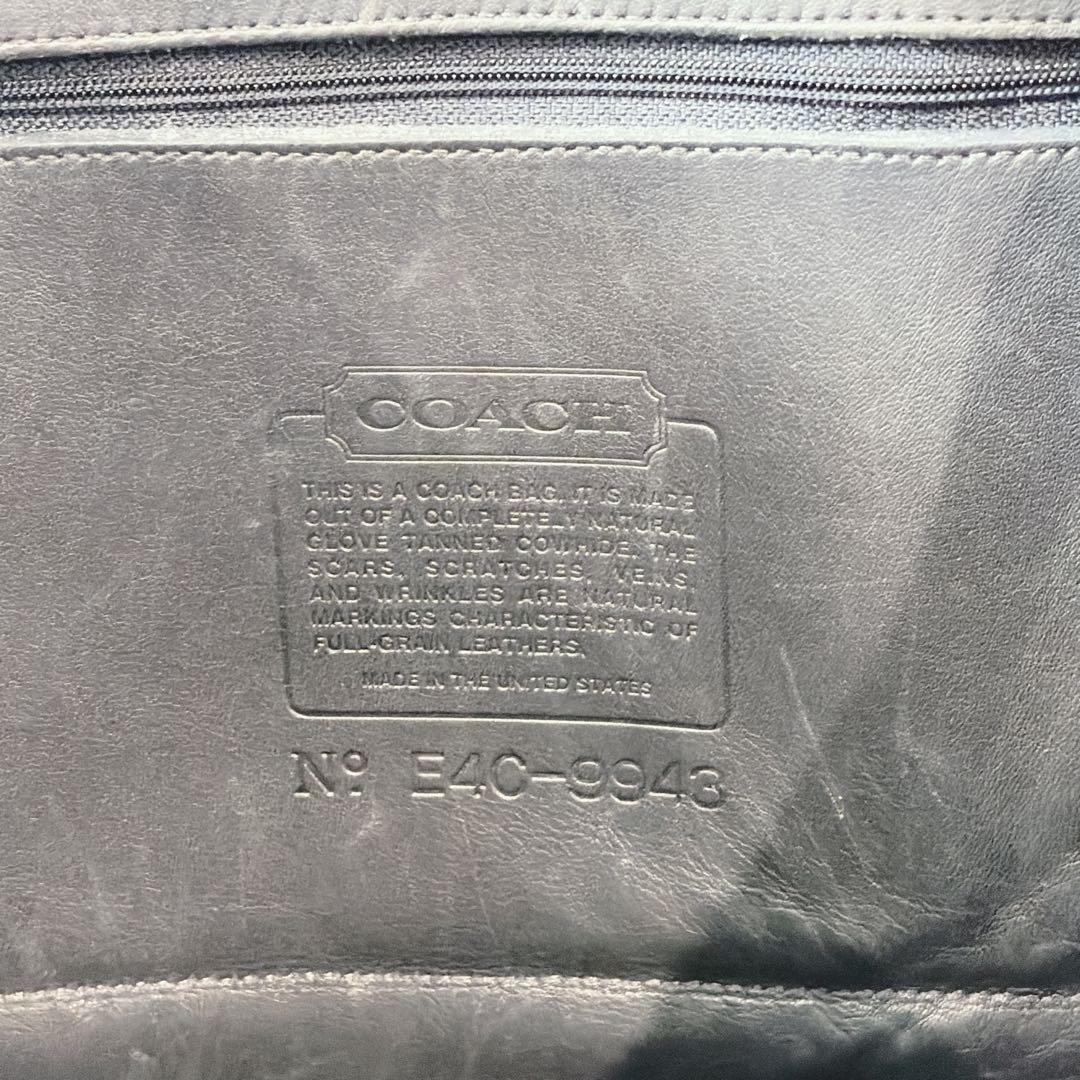 COACH
THIS IS A COACH BAG. IT IS MADE
OUT OF A COMPLETELY NATURAL
GLOVE TANNED COWHIDE. THE
SCARS, SCRATCHES, VEINS
AND WRINKLES ARE NATURAL
MARKINGS CHARACTERISTIC OF
FULL-GRAIN LEATHERS.
MADE IN THE UNITED STATES
Nº. E4C-9943